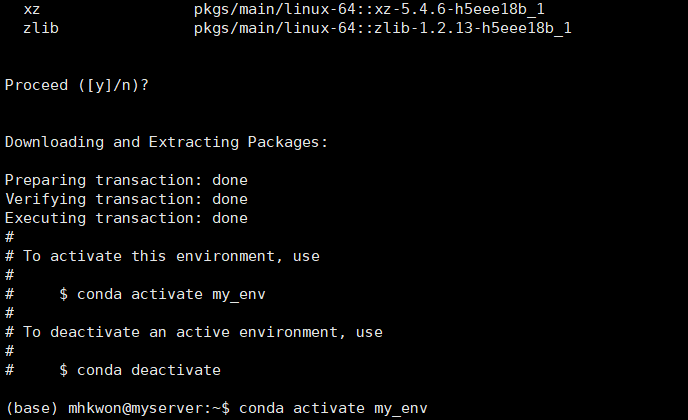 xz                 pkgs/main/linux-64::xz-5.4.6-h5eee18b_1
zlib               pkgs/main/linux-64::zlib-1.2.13-h5eee18b_1
Proceed ([y]/n)?
Downloading and Extracting Packages:
Preparing transaction: done
Verifying transaction: done
Executing transaction: done
#
# To activate this environment, use
#
#     $ conda activate my_env
#
# To deactivate an active environment, use
#
#     $ conda deactivate
(base) mhkwon@myserver:~$ conda activate my_env